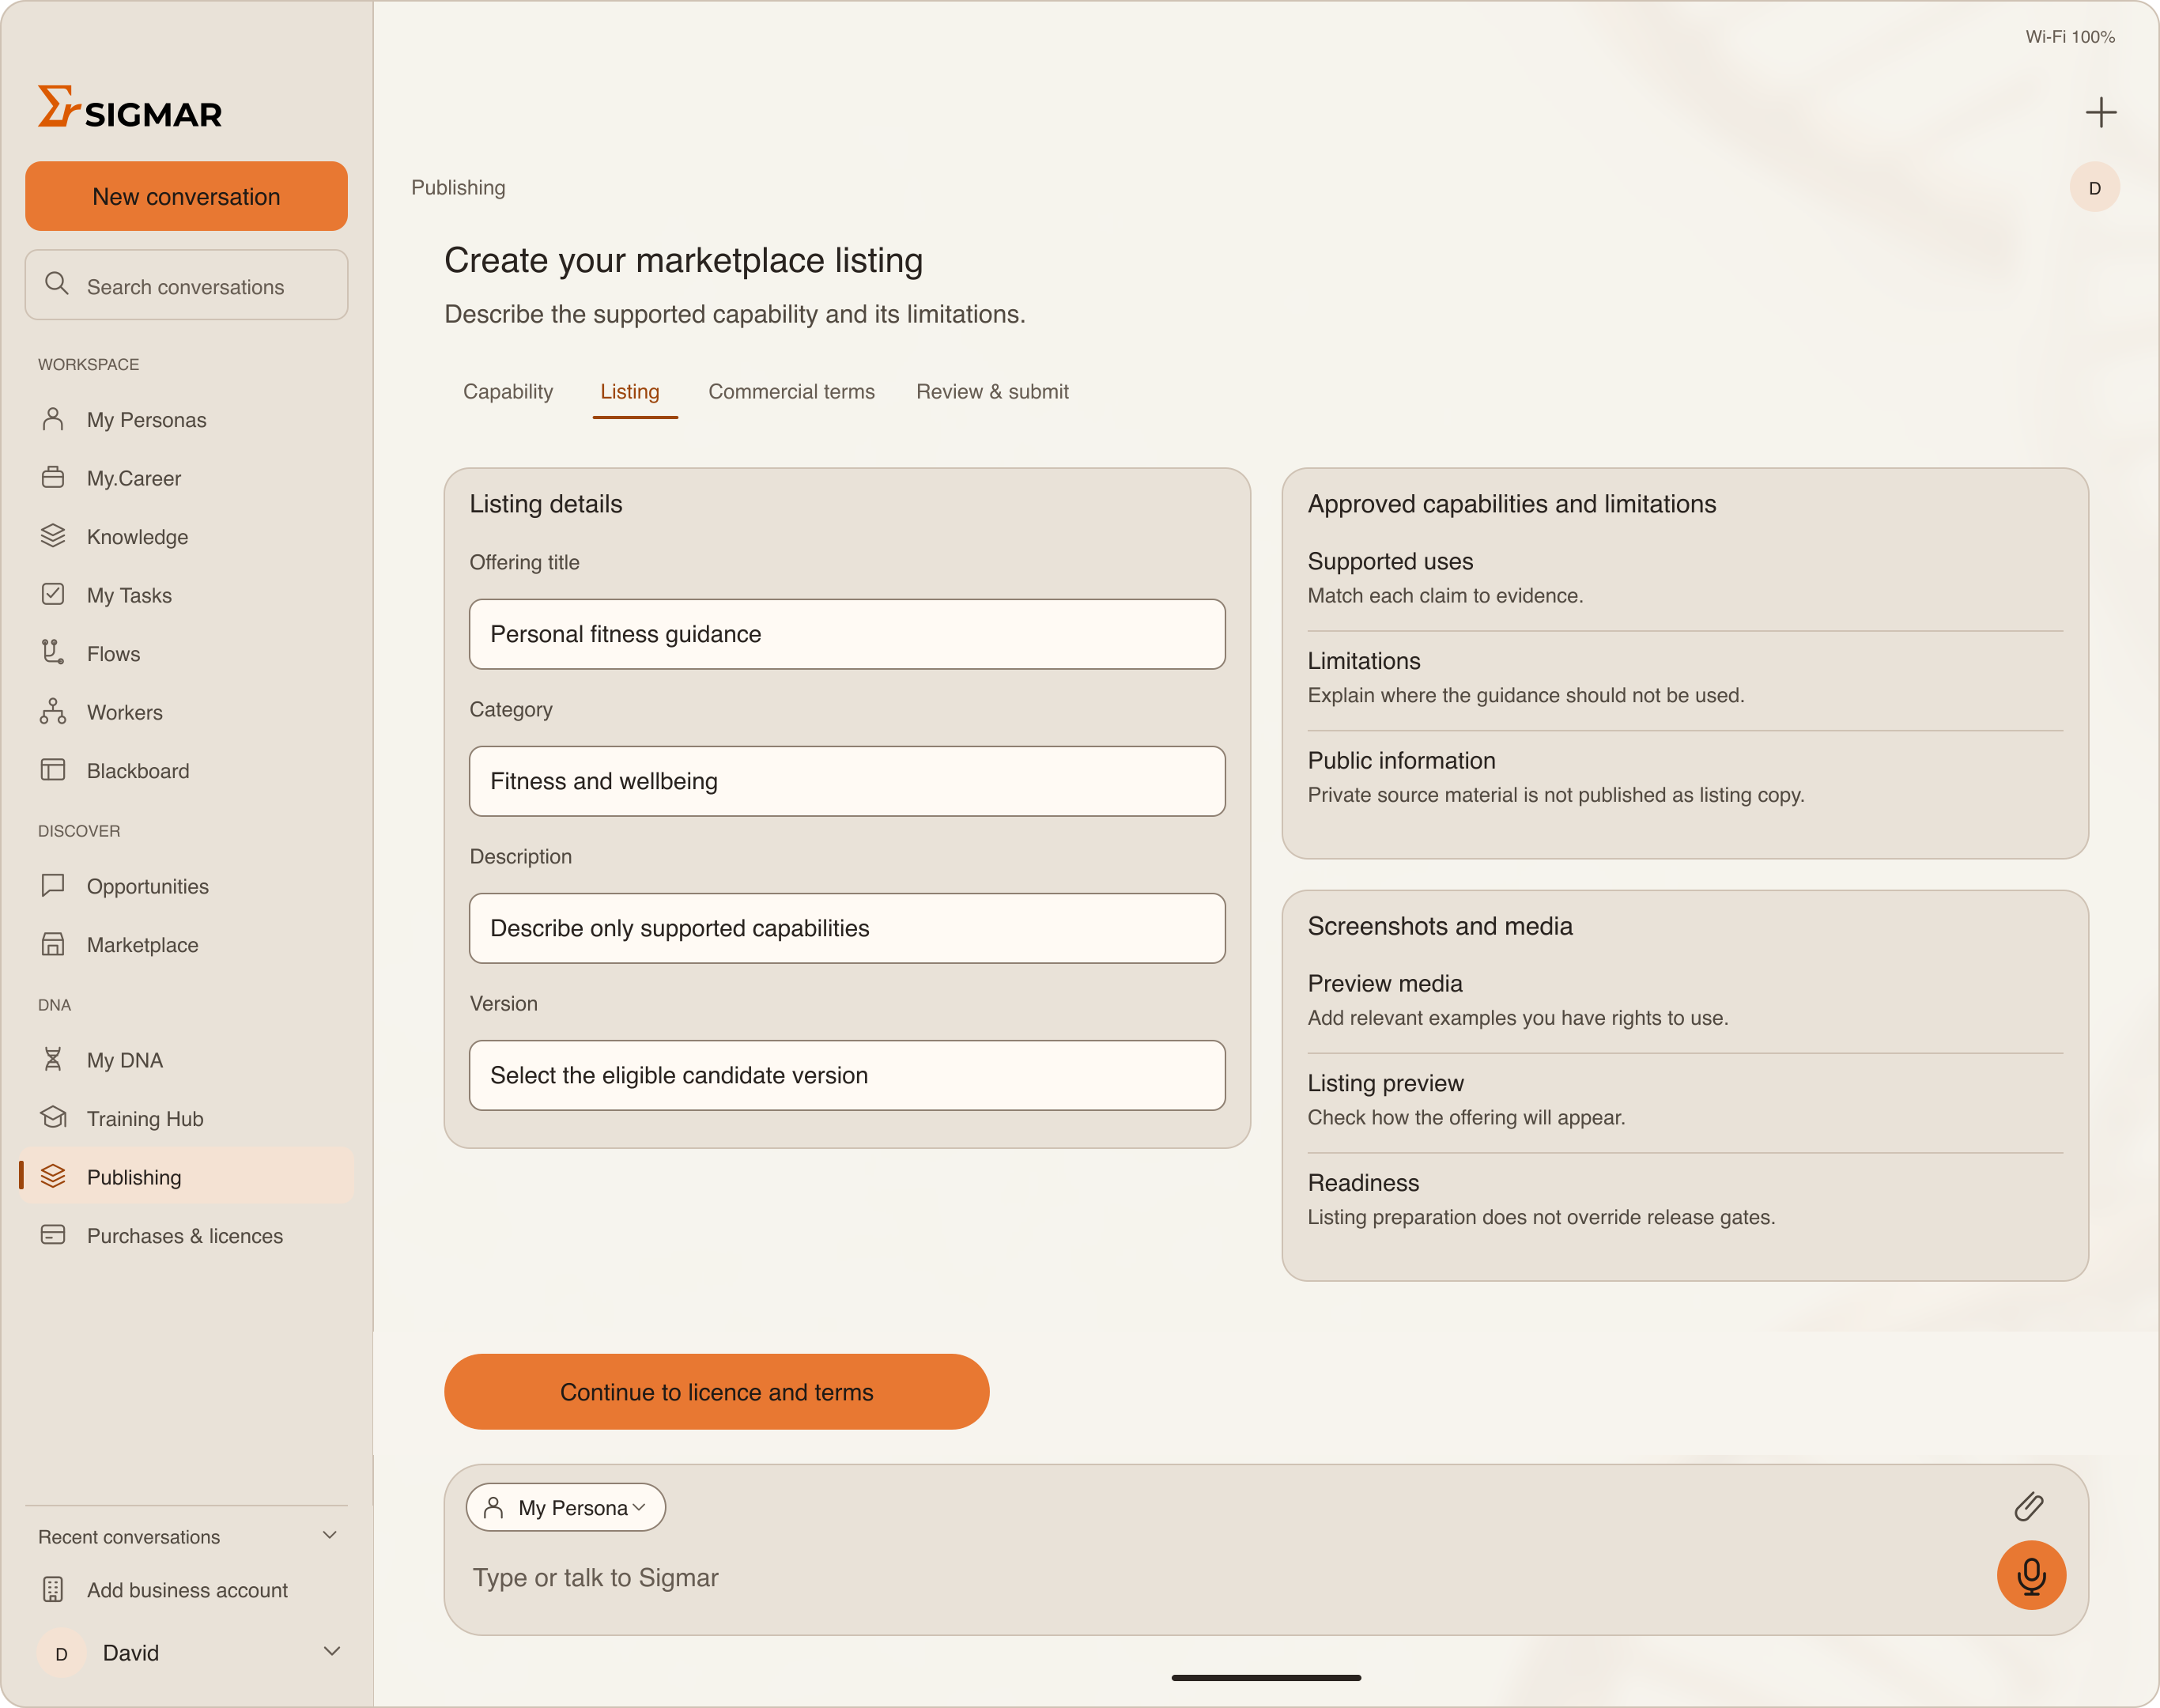 Wi-Fi 100%
Σr SIGMAR
New conversation
Search conversations
WORKSPACE
My Personas
My.Career
Knowledge
My Tasks
Flows
Workers
Blackboard
DISCOVER
Opportunities
Marketplace
DNA
My DNA
Training Hub
Publishing
Purchases & licences
Recent conversations
Add business account
D David
Publishing
D
Create your marketplace listing
Describe the supported capability and its limitations.
Capability Listing Commercial terms Review & submit
Listing details
Offering title
Personal fitness guidance
Category
Fitness and wellbeing
Description
Describe only supported capabilities
Version
Select the eligible candidate version
Approved capabilities and limitations
Supported uses
Match each claim to evidence.
Limitations
Explain where the guidance should not be used.
Public information
Private source material is not published as listing copy.
Screenshots and media
Preview media
Add relevant examples you have rights to use.
Listing preview
Check how the offering will appear.
Readiness
Listing preparation does not override release gates.
Continue to licence and terms
My Persona
Type or talk to Sigmar